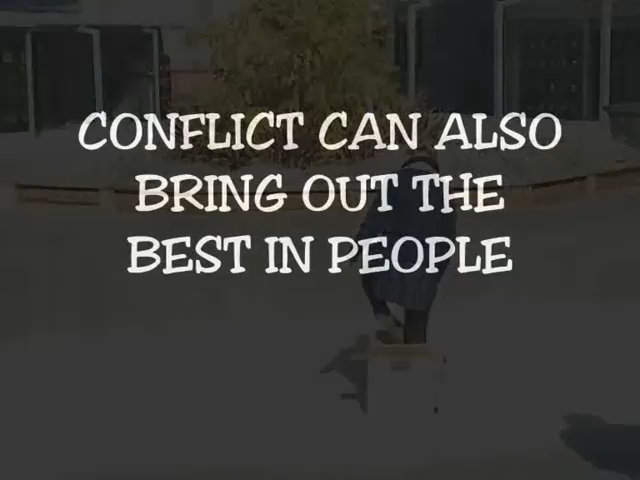 CONFLICT CAN ALSO
BRING OUT THE
BEST IN PEOPLE